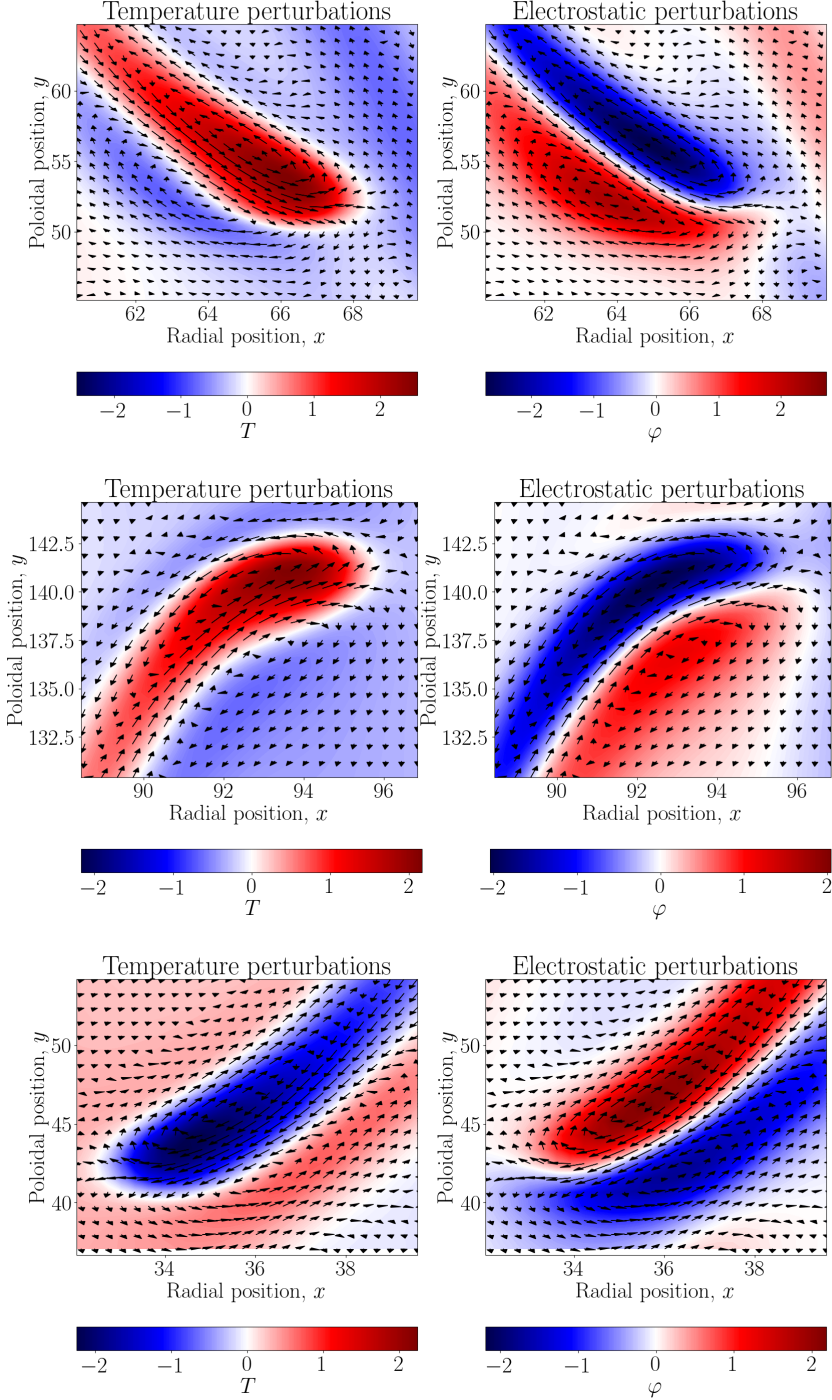 Temperature perturbations Electrostatic perturbations
Poloidal position, y
60
55
50
62 64 66 68
Radial position, x
Poloidal position, y
60
55
50
62 64 66 68
Radial position, x
−2 −1 0 1 2
T
−2 −1 0 1 2
φ
Temperature perturbations Electrostatic perturbations
Poloidal position, y
142.5
140.0
137.5
135.0
132.5
90 92 94 96
Radial position, x
Poloidal position, y
142.5
140.0
137.5
135.0
132.5
90 92 94 96
Radial position, x
−2 −1 0 1 2
T
−2 −1 0 1 2
φ
Temperature perturbations Electrostatic perturbations
Poloidal position, y
50
45
40
34 36 38
Radial position, x
Poloidal position, y
50
45
40
34 36 38
Radial position, x
−2 −1 0 1 2
T
−2 −1 0 1 2
φ